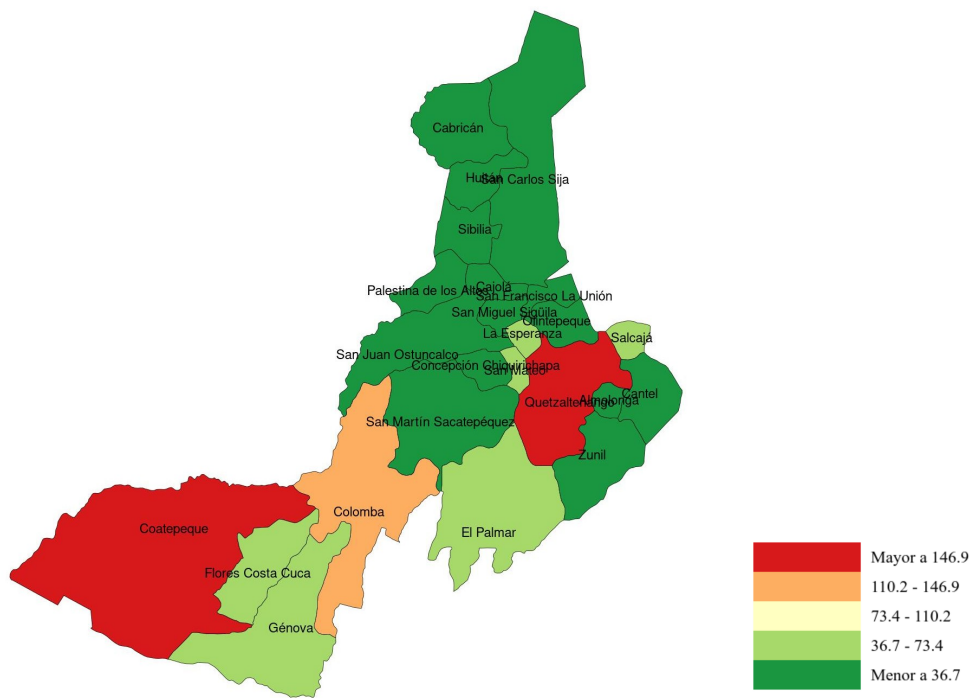 Cabricán
Huitán
San Carlos Sija
Sibilia
Cajolá
Palestina de los Altos
San Francisco La Unión
San Miguel Sigüila
Olintepeque
La Esperanza
Salcajá
San Juan Ostuncalco
Concepción Chiquirichapa
San Mateo
Cantel
Almolonga
Quetzaltenango
San Martín Sacatepéquez
Zunil
Colomba
Coatepeque
El Palmar
Flores Costa Cuca
Génova
Mayor a 146.9
110.2 - 146.9
73.4 - 110.2
36.7 - 73.4
Menor a 36.7